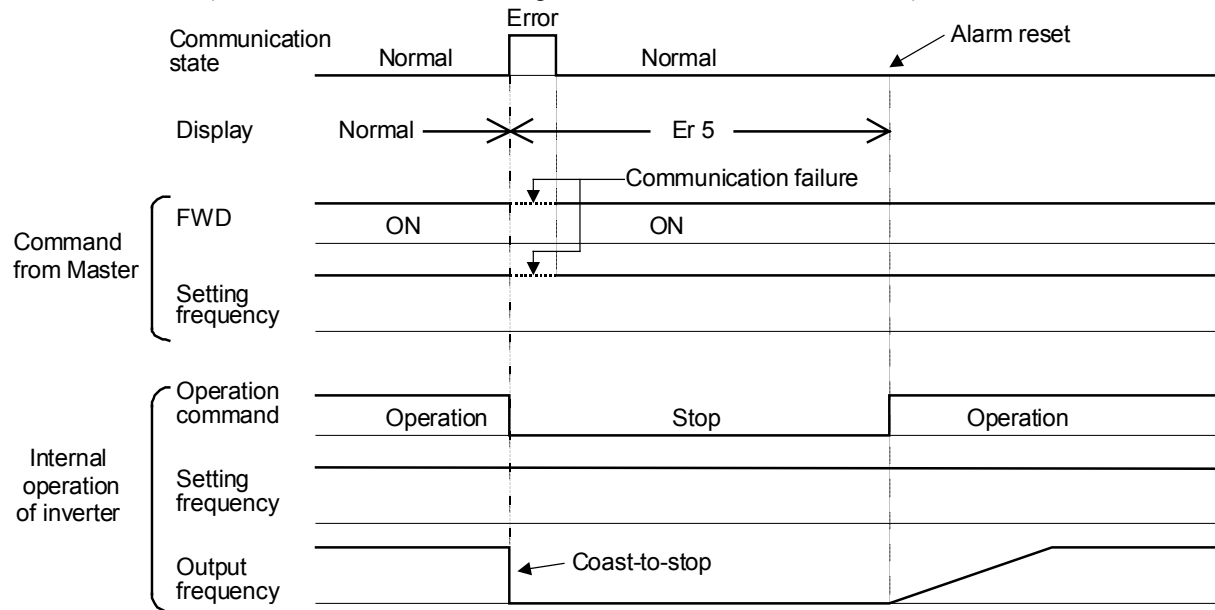 Error
Communication
state
Normal
Normal
Alarm reset
Display
Normal
Er 5
Communication failure
Command
from Master
FWD
ON
ON
Setting
frequency
Internal
operation
of inverter
Operation
command
Operation
Stop
Operation
Setting
frequency
Output
frequency
Coast-to-stop